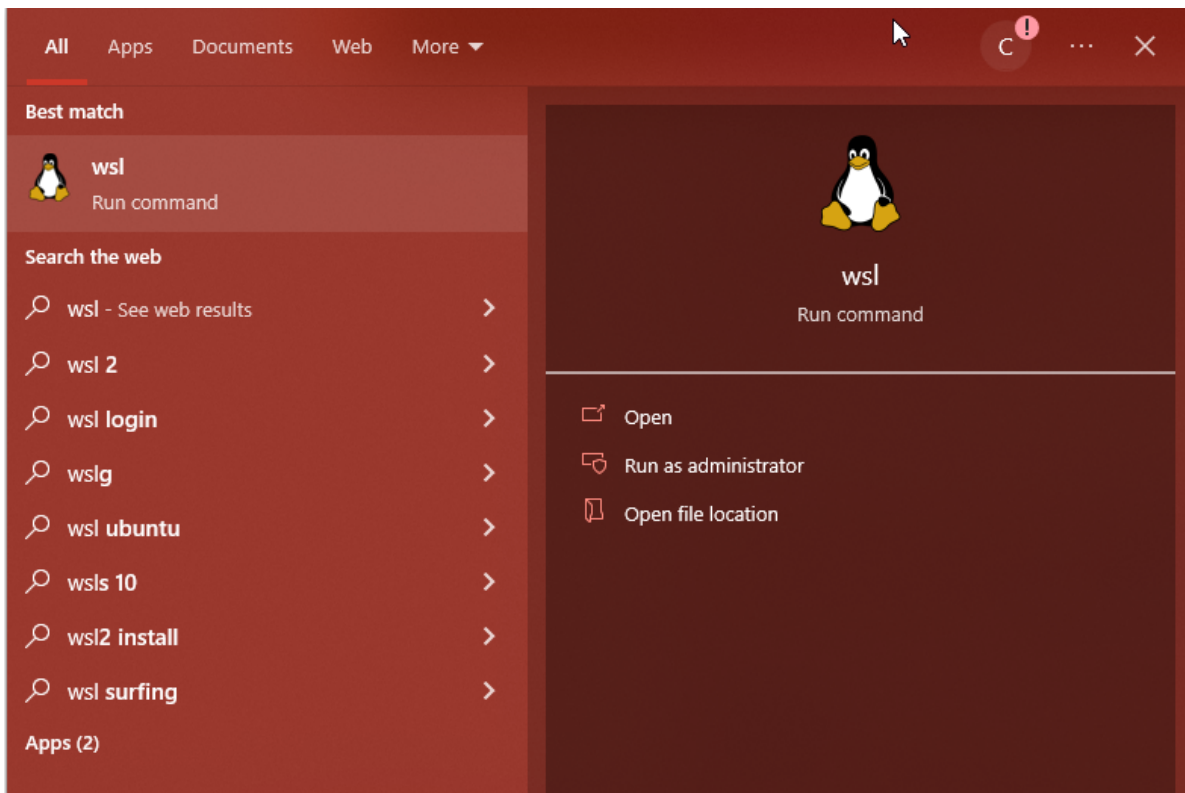 All Apps Documents Web More
C !
Best match
wsl
Run command
Search the web
wsl - See web results
wsl 2
wsl login
wslg
wsl ubuntu
wsls 10
wsl2 install
wsl surfing
Apps (2)
wsl
Run command
Open
Run as administrator
Open file location